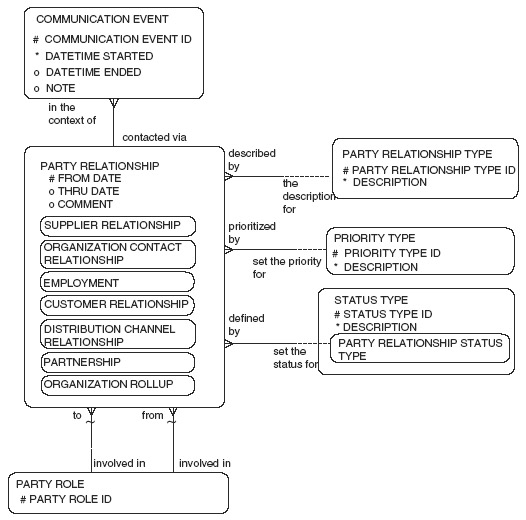 COMMUNICATION EVENT
# COMMUNICATION EVENT ID
* DATETIME STARTED
o DATETIME ENDED
o NOTE
in the
context of
contacted via
PARTY RELATIONSHIP
# FROM DATE
o THRU DATE
o COMMENT
SUPPLIER RELATIONSHIP
ORGANIZATION CONTACT
RELATIONSHIP
EMPLOYMENT
CUSTOMER RELATIONSHIP
DISTRIBUTION CHANNEL
RELATIONSHIP
PARTNERSHIP
ORGANIZATION ROLLUP
described
by
the
description
for
PARTY RELATIONSHIP TYPE
# PARTY RELATIONSHIP TYPE ID
* DESCRIPTION
prioritized
by
set the priority
for
PRIORITY TYPE
# PRIORITY TYPE ID
* DESCRIPTION
defined
by
set the
status for
STATUS TYPE
# STATUS TYPE ID
* DESCRIPTION
PARTY RELATIONSHIP STATUS
TYPE
to
from
involved in
involved in
PARTY ROLE
# PARTY ROLE ID